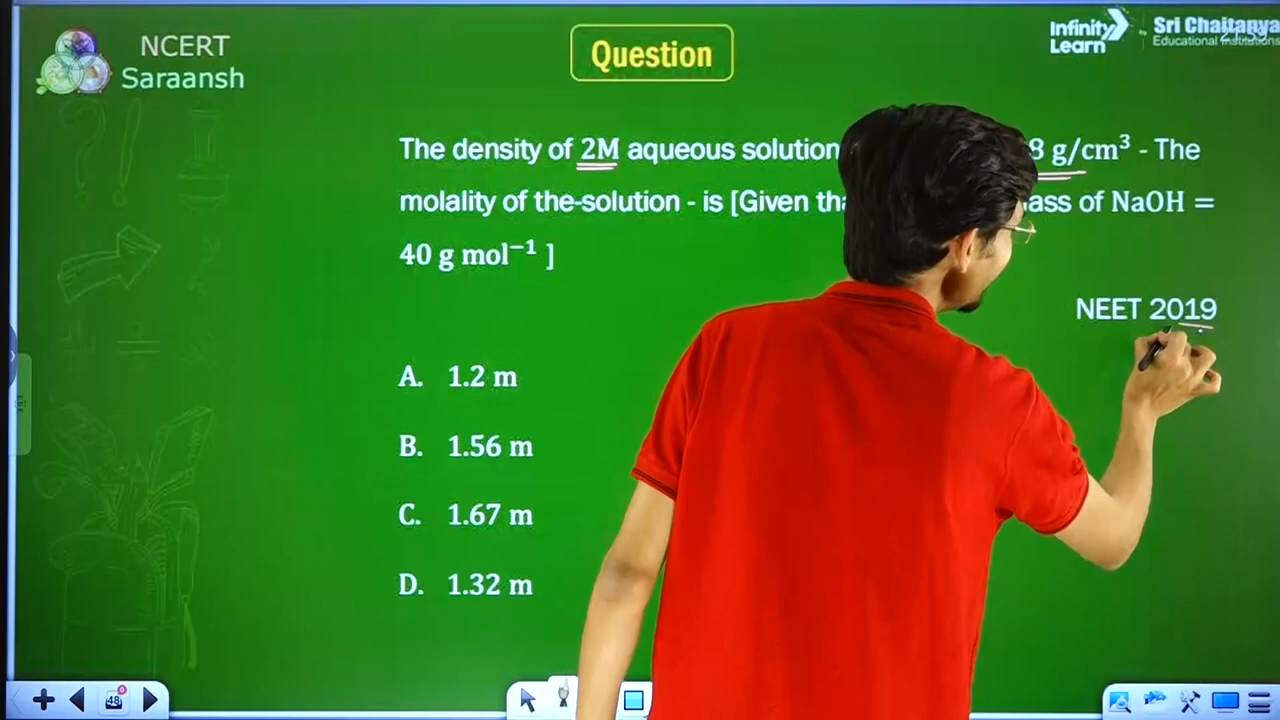 NCERT
Saraansh
Question
Infinity
Learn
by
Sri Chaitanya
Educational Institutions
The density of 2M aqueous solution 8 g/cm³ - The
molality of the-solution - is [Given tha ass of NaOH =
40 g mol⁻¹ ]
NEET 2019
A. 1.2 m
B. 1.56 m
C. 1.67 m
D. 1.32 m
48